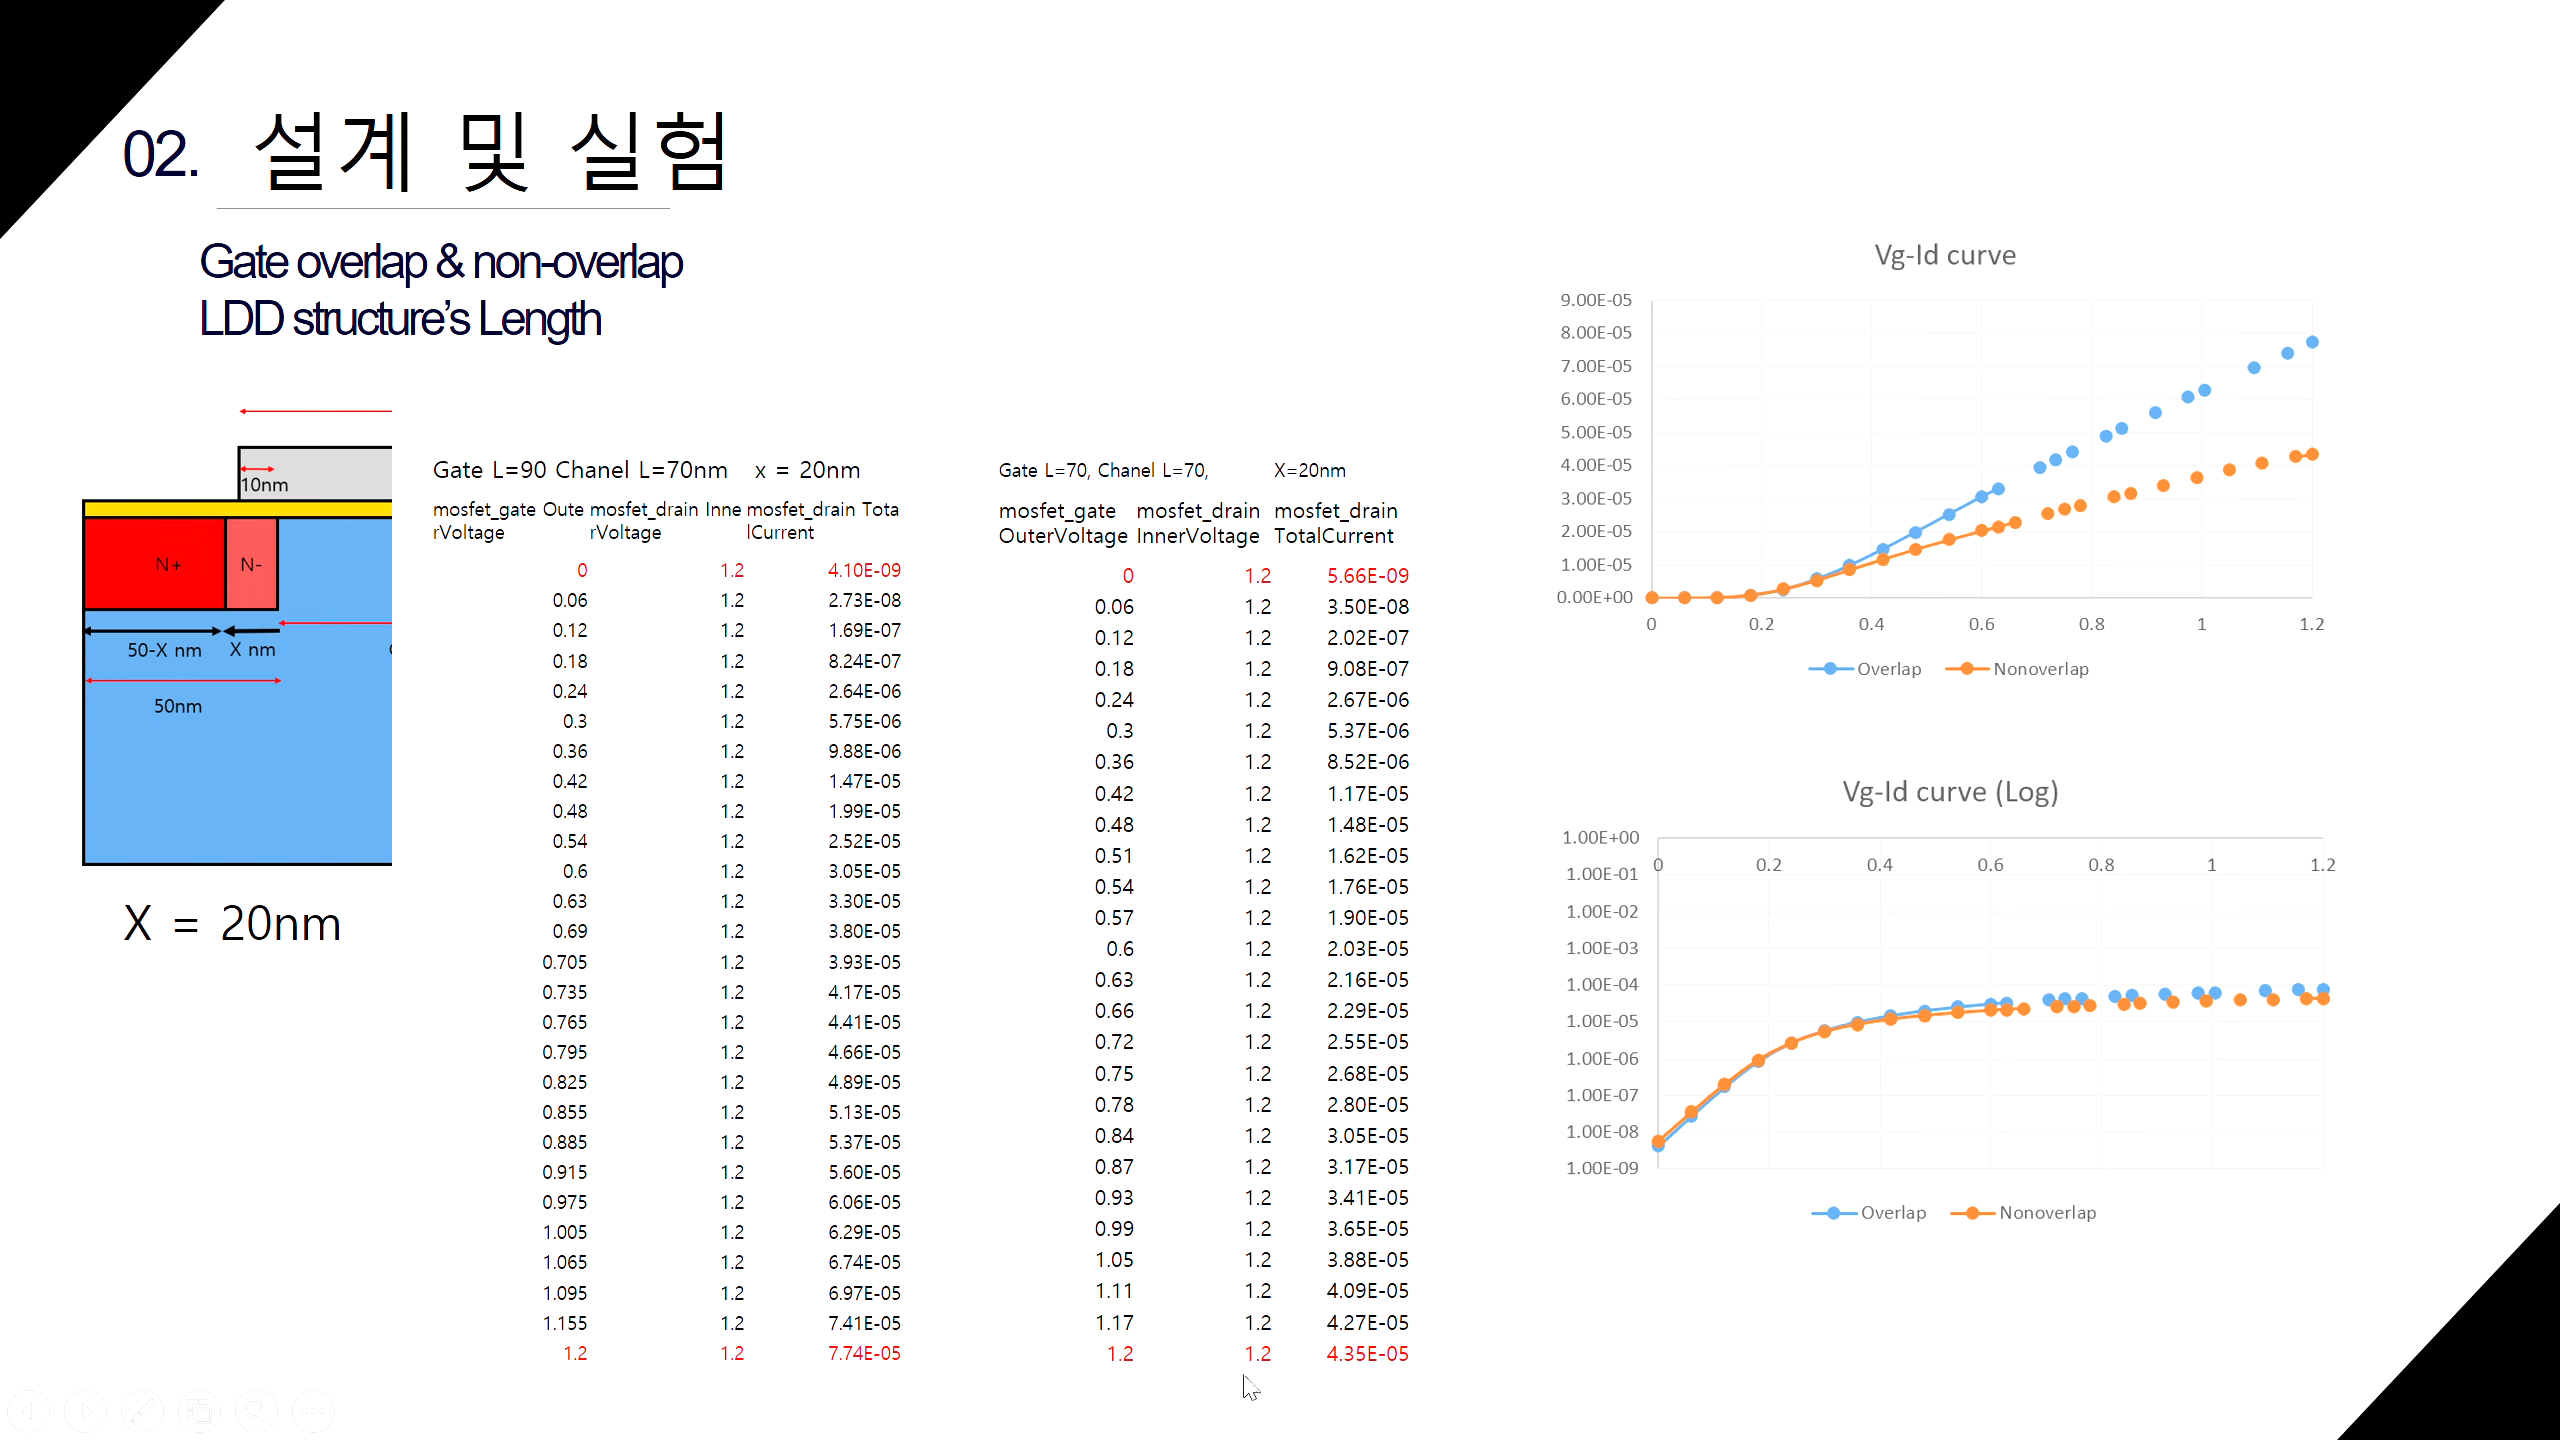 02. 설계 및 실험
Gate overlap & non-overlap
LDD structure's Length
10nm
N+ N-
50-X nm X nm
50nm
X = 20nm
Gate L=90 Chanel L=70nm x = 20nm
mosfet_gate Oute mosfet_drain Inne mosfet_drain Tota
rVoltage rVoltage lCurrent
0 1.2 4.10E-09
0.06 1.2 2.73E-08
0.12 1.2 1.69E-07
0.18 1.2 8.24E-07
0.24 1.2 2.64E-06
0.3 1.2 5.75E-06
0.36 1.2 9.88E-06
0.42 1.2 1.47E-05
0.48 1.2 1.99E-05
0.54 1.2 2.52E-05
0.6 1.2 3.05E-05
0.63 1.2 3.30E-05
0.69 1.2 3.80E-05
0.705 1.2 3.93E-05
0.735 1.2 4.17E-05
0.765 1.2 4.41E-05
0.795 1.2 4.66E-05
0.825 1.2 4.89E-05
0.855 1.2 5.13E-05
0.885 1.2 5.37E-05
0.915 1.2 5.60E-05
0.975 1.2 6.06E-05
1.005 1.2 6.29E-05
1.065 1.2 6.74E-05
1.095 1.2 6.97E-05
1.155 1.2 7.41E-05
1.2 1.2 7.74E-05
Gate L=70, Chanel L=70, X=20nm
mosfet_gate mosfet_drain mosfet_drain
OuterVoltage InnerVoltage TotalCurrent
0 1.2 5.66E-09
0.06 1.2 3.50E-08
0.12 1.2 2.02E-07
0.18 1.2 9.08E-07
0.24 1.2 2.67E-06
0.3 1.2 5.37E-06
0.36 1.2 8.52E-06
0.42 1.2 1.17E-05
0.48 1.2 1.48E-05
0.51 1.2 1.62E-05
0.54 1.2 1.76E-05
0.57 1.2 1.90E-05
0.6 1.2 2.03E-05
0.63 1.2 2.16E-05
0.66 1.2 2.29E-05
0.72 1.2 2.55E-05
0.75 1.2 2.68E-05
0.78 1.2 2.80E-05
0.84 1.2 3.05E-05
0.87 1.2 3.17E-05
0.93 1.2 3.41E-05
0.99 1.2 3.65E-05
1.05 1.2 3.88E-05
1.11 1.2 4.09E-05
1.17 1.2 4.27E-05
1.2 1.2 4.35E-05
Vg-Id curve
9.00E-05
8.00E-05
7.00E-05
6.00E-05
5.00E-05
4.00E-05
3.00E-05
2.00E-05
1.00E-05
0.00E+00
0 0.2 0.4 0.6 0.8 1 1.2
Overlap Nonoverlap
Vg-Id curve (Log)
1.00E+00
0 0.2 0.4 0.6 0.8 1 1.2
1.00E-01
1.00E-02
1.00E-03
1.00E-04
1.00E-05
1.00E-06
1.00E-07
1.00E-08
1.00E-09
Overlap Nonoverlap